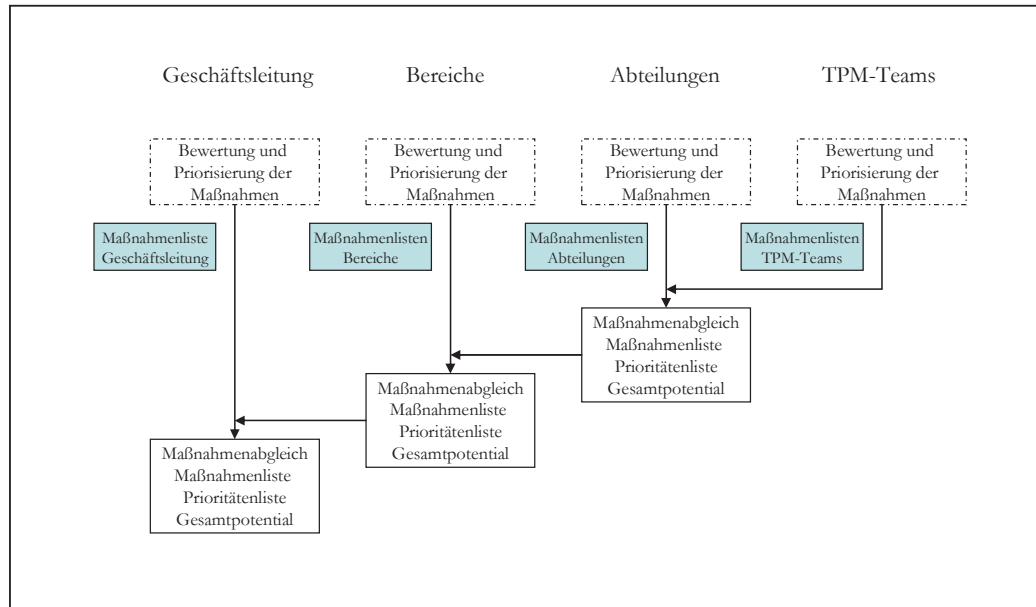 Geschäftsleitung
Bereiche
Abteilungen
TPM-Teams
Bewertung und
Priorisierung der
Maßnahmen
Bewertung und
Priorisierung der
Maßnahmen
Bewertung und
Priorisierung der
Maßnahmen
Bewertung und
Priorisierung der
Maßnahmen
Maßnahmenliste
Geschäftsleitung
Maßnahmenlisten
Bereiche
Maßnahmenlisten
Abteilungen
Maßnahmenlisten
TPM-Teams
Maßnahmenabgleich
Maßnahmenliste
Prioritätenliste
Gesamtpotential
Maßnahmenabgleich
Maßnahmenliste
Prioritätenliste
Gesamtpotential
Maßnahmenabgleich
Maßnahmenliste
Prioritätenliste
Gesamtpotential